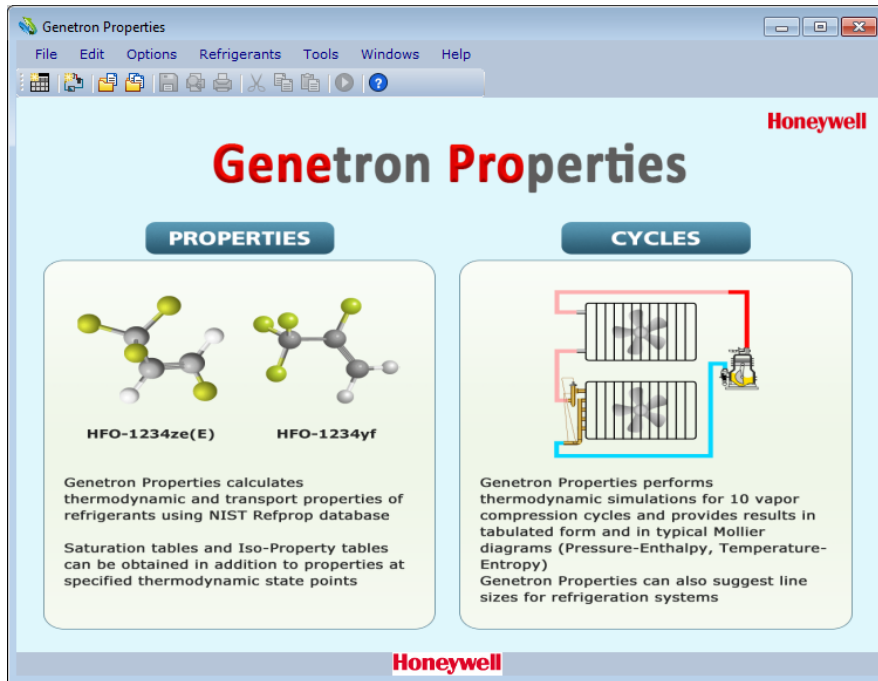 Genetron Properties
File Edit Options Refrigerants Tools Windows Help
Honeywell
Genetron Properties
PROPERTIES
HFO-1234ze(E) HFO-1234yf
Genetron Properties calculates
thermodynamic and transport properties of
refrigerants using NIST Refprop database
Saturation tables and Iso-Property tables
can be obtained in addition to properties at
specified thermodynamic state points
CYCLES
Genetron Properties performs
thermodynamic simulations for 10 vapor
compression cycles and provides results in
tabulated form and in typical Mollier
diagrams (Pressure-Enthalpy, Temperature-
Entropy)
Genetron Properties can also suggest line
sizes for refrigeration systems
Honeywell